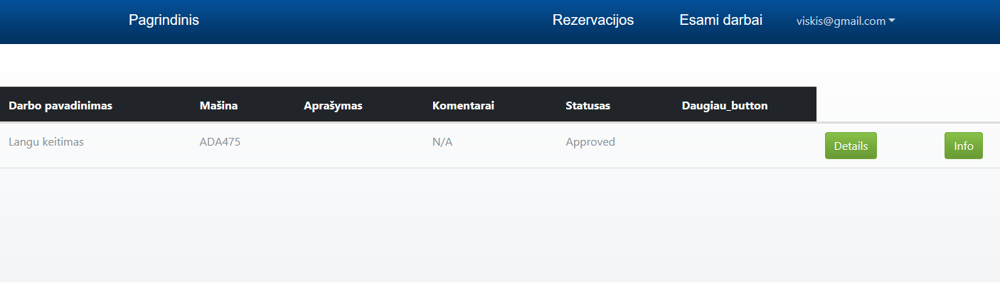 Pagrindinis Rezervacijos Esami darbai viskis@gmail.com
Darbo pavadinimas Mašina Aprašymas Komentarai Statusas Daugiau_button
Langu keitimas ADA475 N/A Approved Details Info